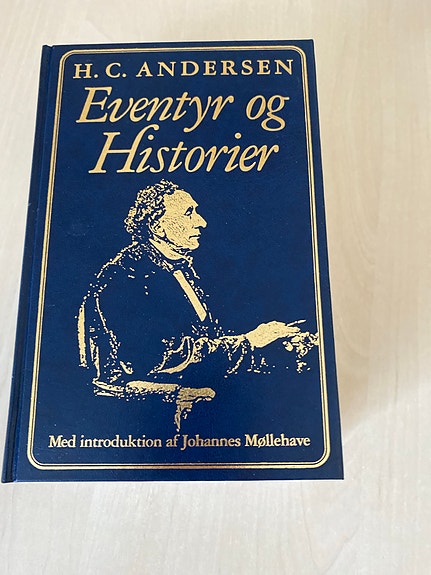 H. C. ANDERSEN
Eventyr og
Historier
Med introduktion af Johannes Møllehave